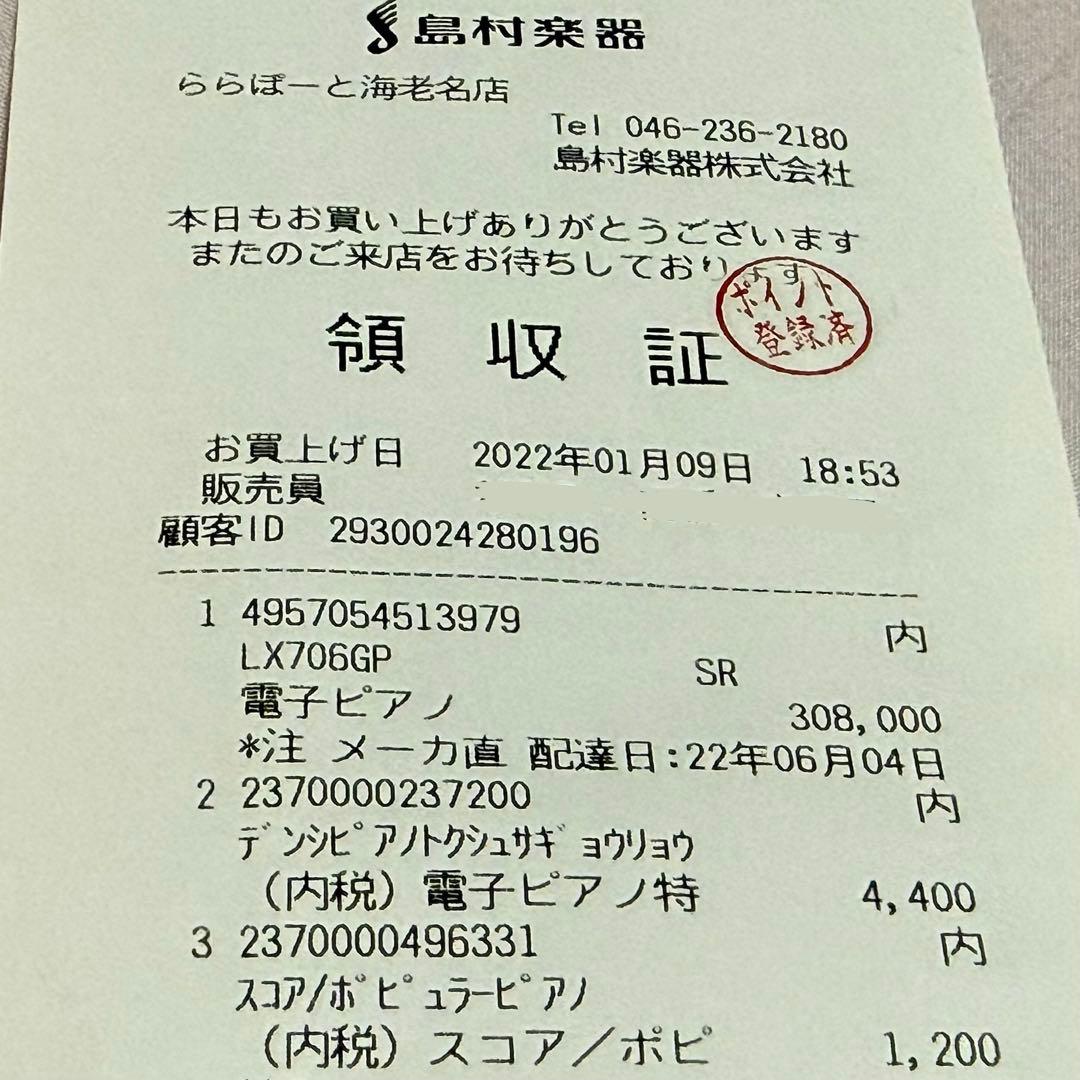 島村楽器
ららぽーと海老名店
Tel 046-236-2180
島村楽器株式会社
本日もお買い上げありがとうございます
またのご来店をお待ちしております
ポイント
登録済
領収証
お買上げ日 2022年01月09日 18:53
販売員
顧客ID 2930024280196
1 4957054513979 内
LX706GP SR
電子ピアノ 308,000
*注 メーカ直 配達日:22年06月04日
2 2370000237200 内
デンシピアノトクシュサギョウリョウ
(内税) 電子ピアノ特 4,400
3 2370000496331 内
スコア/ポピュラーピアノ
(内税) スコア/ポピ 1,200